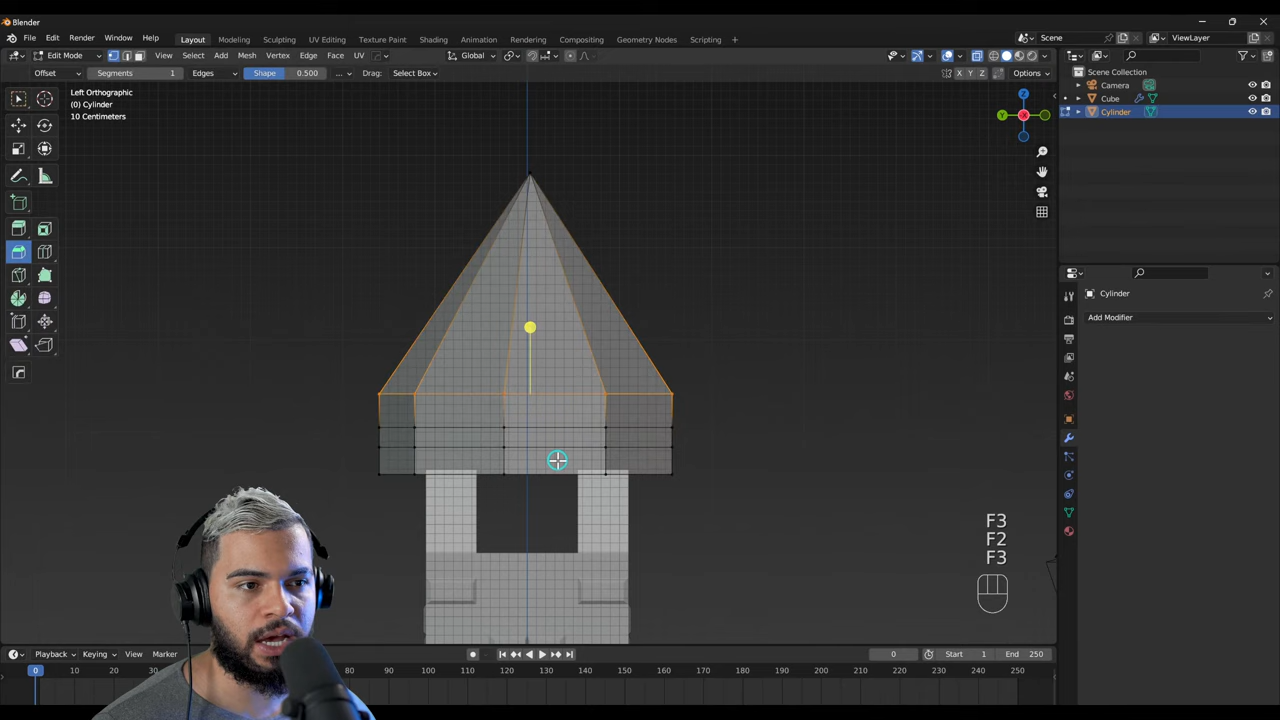 Blender
File Edit Render Window Help Layout Modeling Sculpting UV Editing Texture Paint Shading Animation Rendering Compositing Geometry Nodes Scripting + Scene ViewLayer
Edit Mode View Select Add Mesh Vertex Edge Face UV Global
Offset Segments 1 Edges Shape 0.500 ... Drag: Select Box X Y Z Options
Scene Collection
Camera
Cube
Cylinder
Left Orthographic
(0) Cylinder
10 Centimeters
Z
Y X
Cylinder
Add Modifier
F3
F2
F3
Playback Keying View Marker 0 Start 1 End 250
0 10 20 30 40 50 60 70 80 90 100 110 120 130 140 150 160 170 180 190 200 210 220 230 240 250